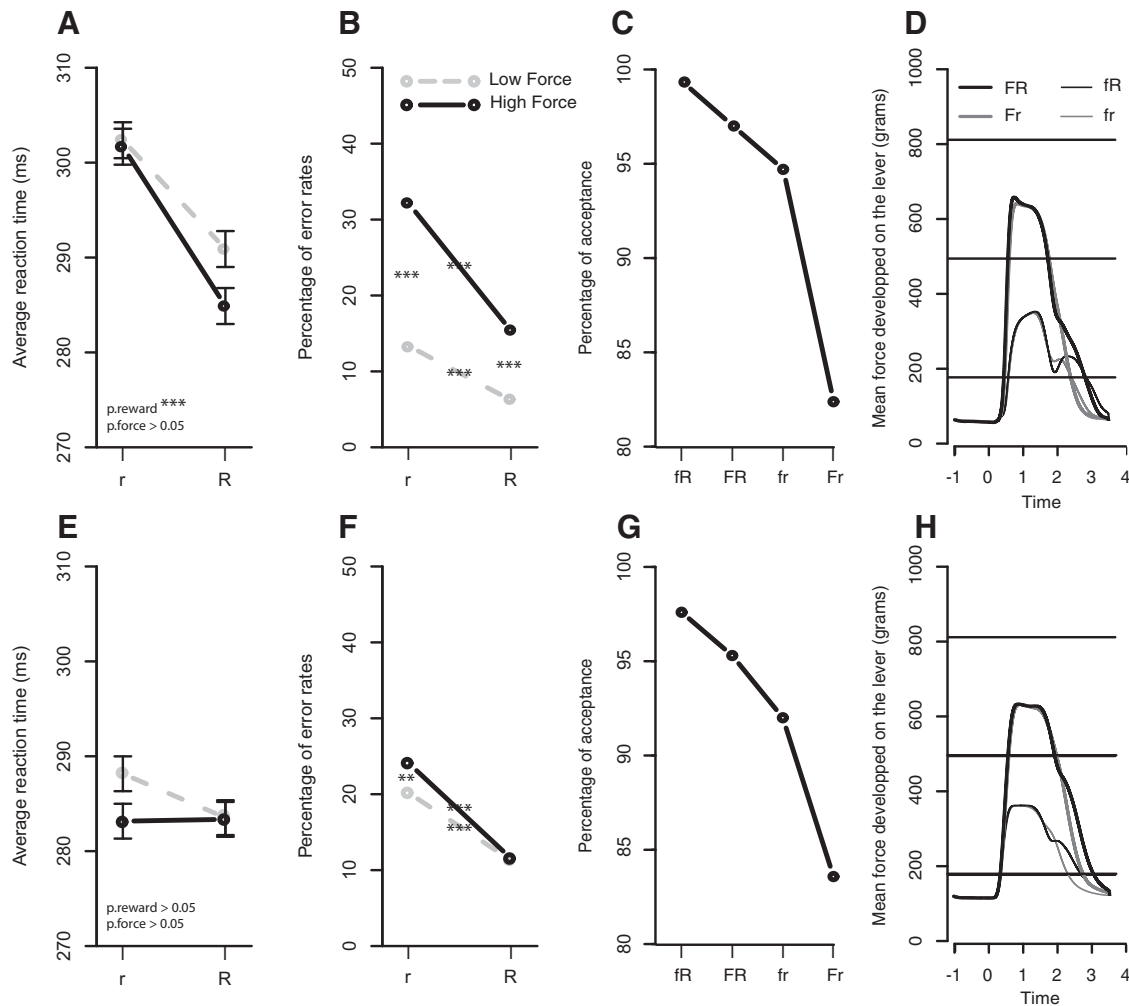 A
Average reaction time (ms)
310
300
290
280
270
p.reward ***
p.force > 0.05
r R
B
Percentage of error rates
50
40
30
20
10
0
Low Force
High Force
***
***
***
***
r R
C
Percentage of acceptance
100
95
90
85
80
fR FR fr Fr
D
Mean force developped on the lever (grams)
1000
800
600
400
200
0
FR fR
Fr fr
-1 0 1 2 3 4
Time
E
Average reaction time (ms)
310
300
290
280
270
p.reward > 0.05
p.force > 0.05
r R
F
Percentage of error rates
50
40
30
20
10
0
**
***
***
r R
G
Percentage of acceptance
100
95
90
85
80
fR FR fr Fr
H
Mean force developped on the lever (grams)
1000
800
600
400
200
0
-1 0 1 2 3 4
Time